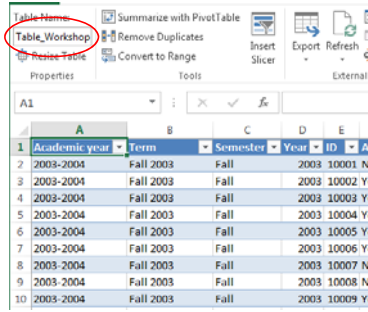 Table Name:
Table_Workshop
Resize Table
Properties
Summarize with PivotTable
Remove Duplicates
Convert to Range
Tools
Insert
Slicer
Export
Refresh
External
A1
fx
A B C D E
1 Academic year Term Semester Year ID
2 2003-2004 Fall 2003 Fall 2003 10001 N
3 2003-2004 Fall 2003 Fall 2003 10002 Y
4 2003-2004 Fall 2003 Fall 2003 10003 Y
5 2003-2004 Fall 2003 Fall 2003 10004 Y
6 2003-2004 Fall 2003 Fall 2003 10005 Y
7 2003-2004 Fall 2003 Fall 2003 10006 Y
8 2003-2004 Fall 2003 Fall 2003 10007 N
9 2003-2004 Fall 2003 Fall 2003 10008 N
10 2003-2004 Fall 2003 Fall 2003 10009 Y